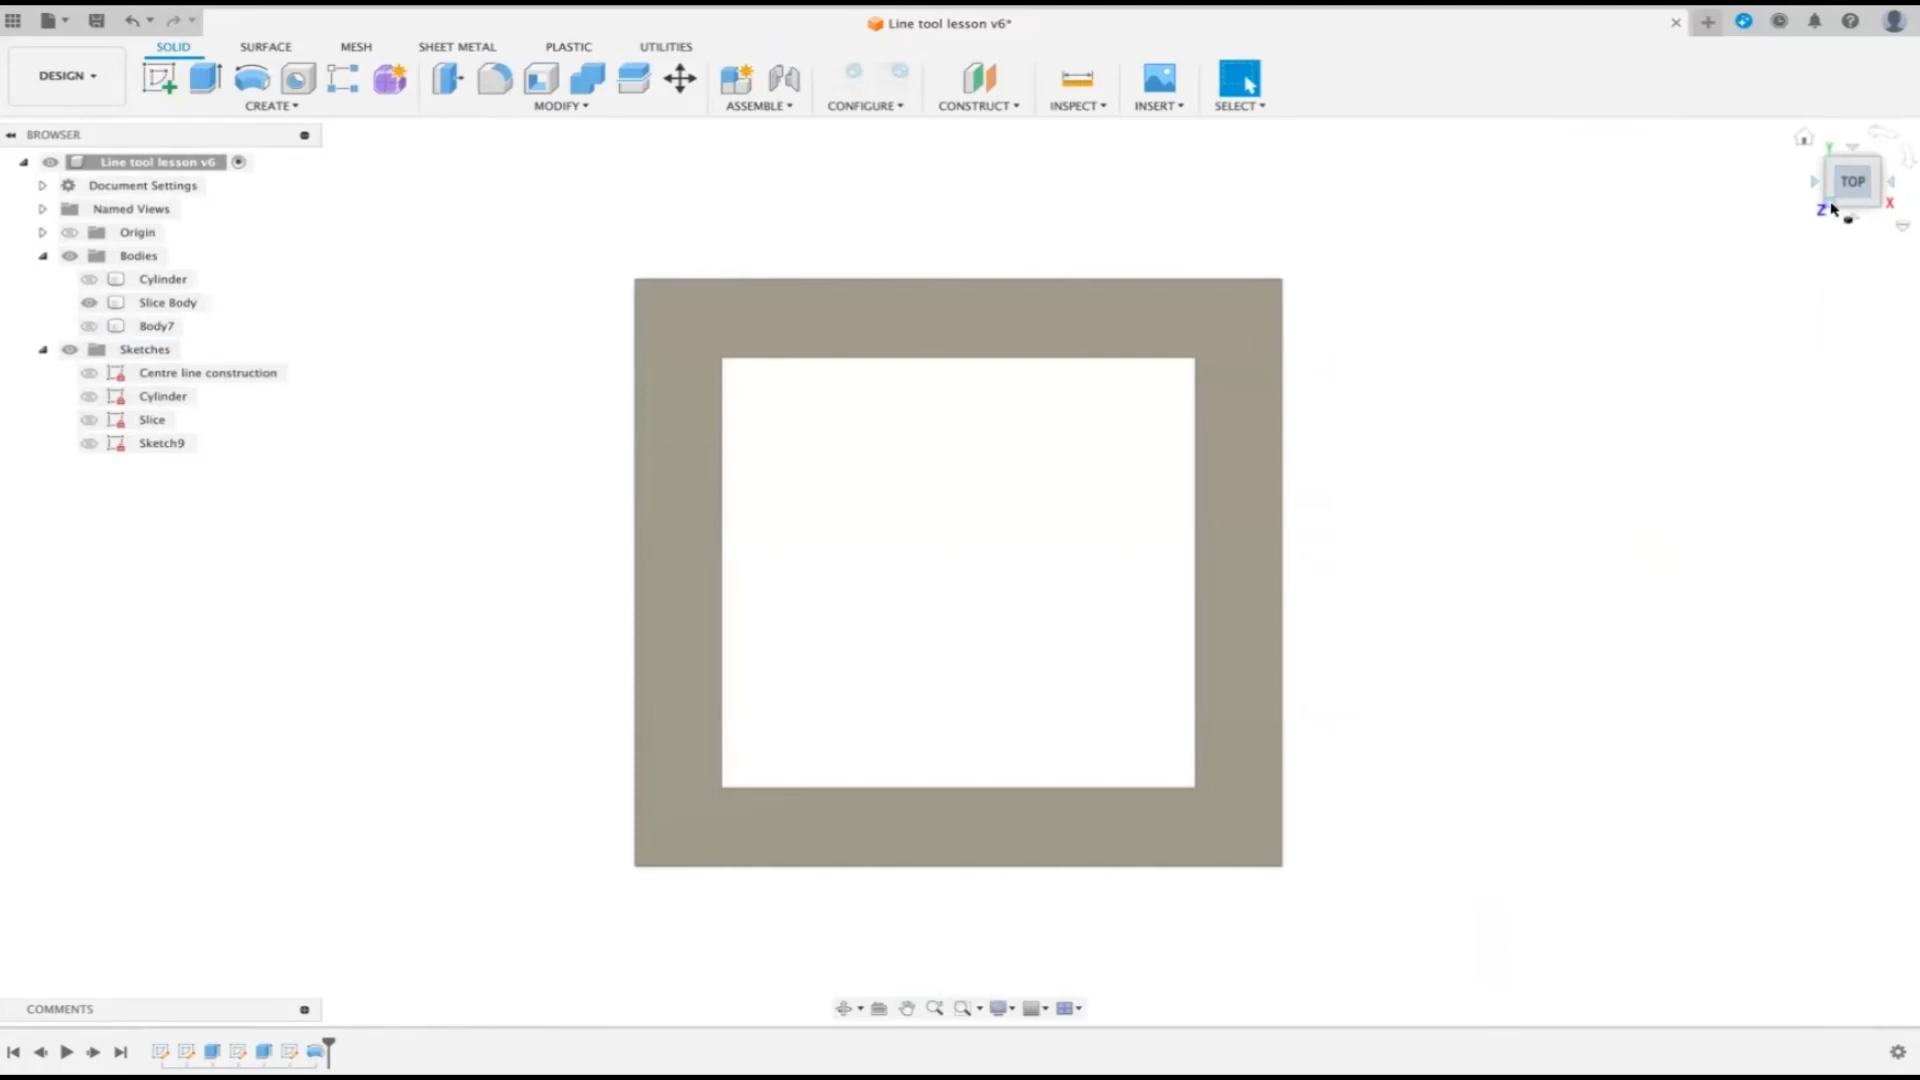 Line tool lesson v6*
SOLID
SURFACE
MESH
SHEET METAL
PLASTIC
UTILITIES
DESIGN
CREATE
MODIFY
ASSEMBLE
CONFIGURE
CONSTRUCT
INSPECT
INSERT
SELECT
BROWSER
Line tool lesson v6
Document Settings
Named Views
Origin
Bodies
Cylinder
Slice Body
Body7
Sketches
Centre line construction
Cylinder
Slice
Sketch9
Y
TOP
X
Z
COMMENTS